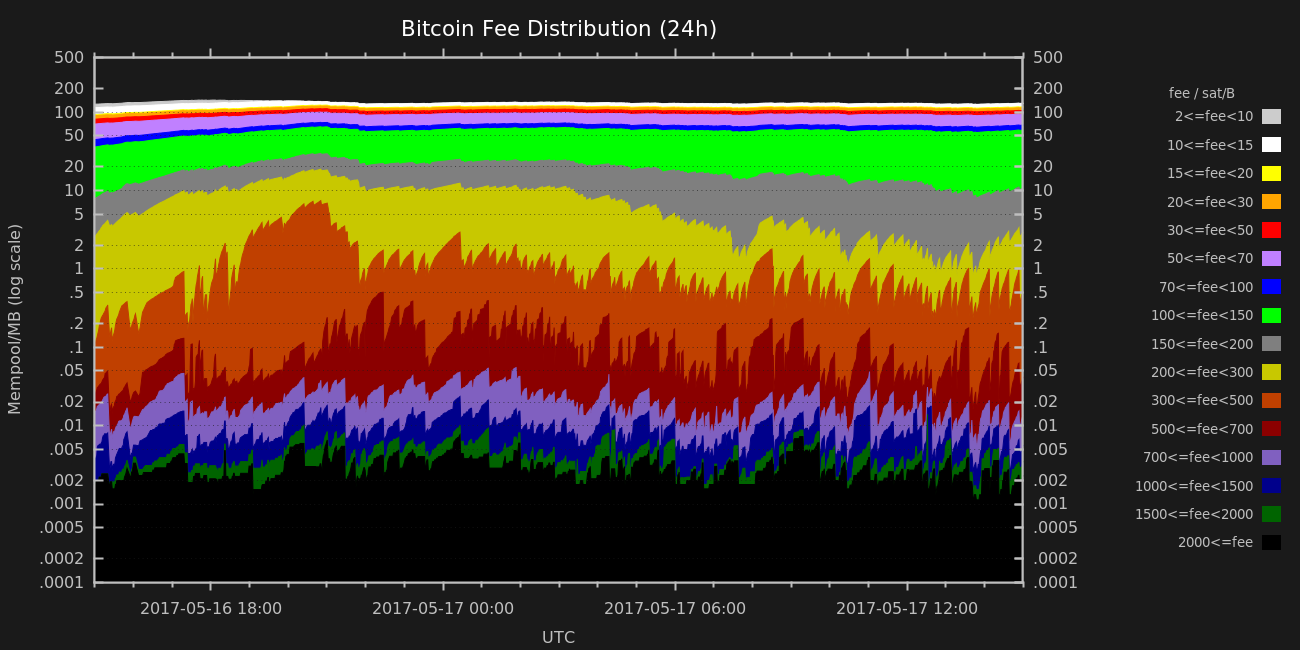 Bitcoin Fee Distribution (24h)
500 500
200 200
100 100
50 50
20 20
10 10
5 5
2 2
1 1
.5 .5
.2 .2
.1 .1
.05 .05
.02 .02
.01 .01
.005 .005
.002 .002
.001 .001
.0005 .0005
.0002 .0002
.0001 .0001
Mempool/MB (log scale)
2017-05-16 18:00 2017-05-17 00:00 2017-05-17 06:00 2017-05-17 12:00
UTC
fee / sat/B
2<=fee<10
10<=fee<15
15<=fee<20
20<=fee<30
30<=fee<50
50<=fee<70
70<=fee<100
100<=fee<150
150<=fee<200
200<=fee<300
300<=fee<500
500<=fee<700
700<=fee<1000
1000<=fee<1500
1500<=fee<2000
2000<=fee